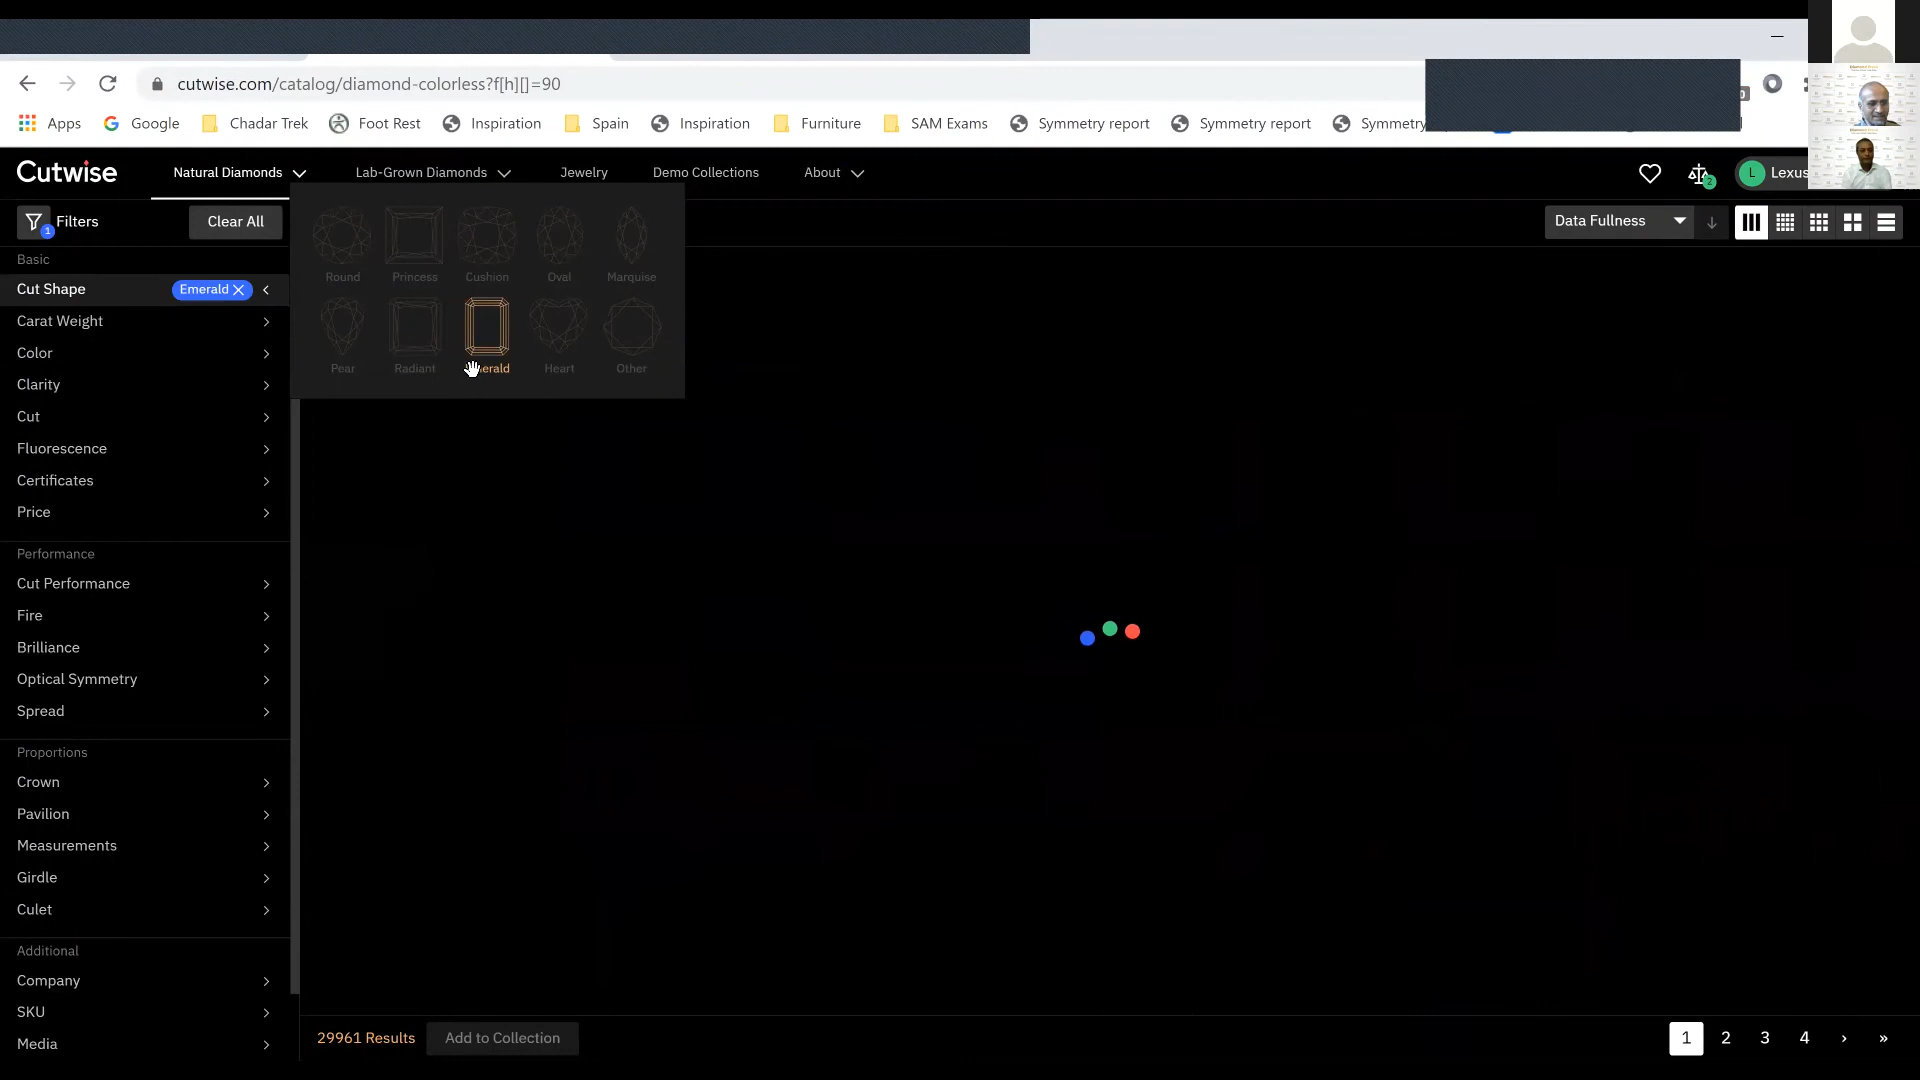 cutwise.com/catalog/diamond-colorless?f[h][]=90
Apps Google Chadar Trek Foot Rest Inspiration Spain Inspiration Furniture SAM Exams Symmetry report Symmetry report Symmetry
Cutwise Natural Diamonds Lab-Grown Diamonds Jewelry Demo Collections About 2 L Lexus
1 Filters Clear All Data Fullness
Basic
Round Princess Cushion Oval Marquise
Cut Shape Emerald
Carat Weight
Color
Pear Radiant erald Heart Other
Clarity
Cut
Fluorescence
Certificates
Price
Performance
Cut Performance
Fire
Brilliance
Optical Symmetry
Spread
Proportions
Crown
Pavilion
Measurements
Girdle
Culet
Additional
Company
SKU
Media
29961 Results Add to Collection 1 2 3 4 › »